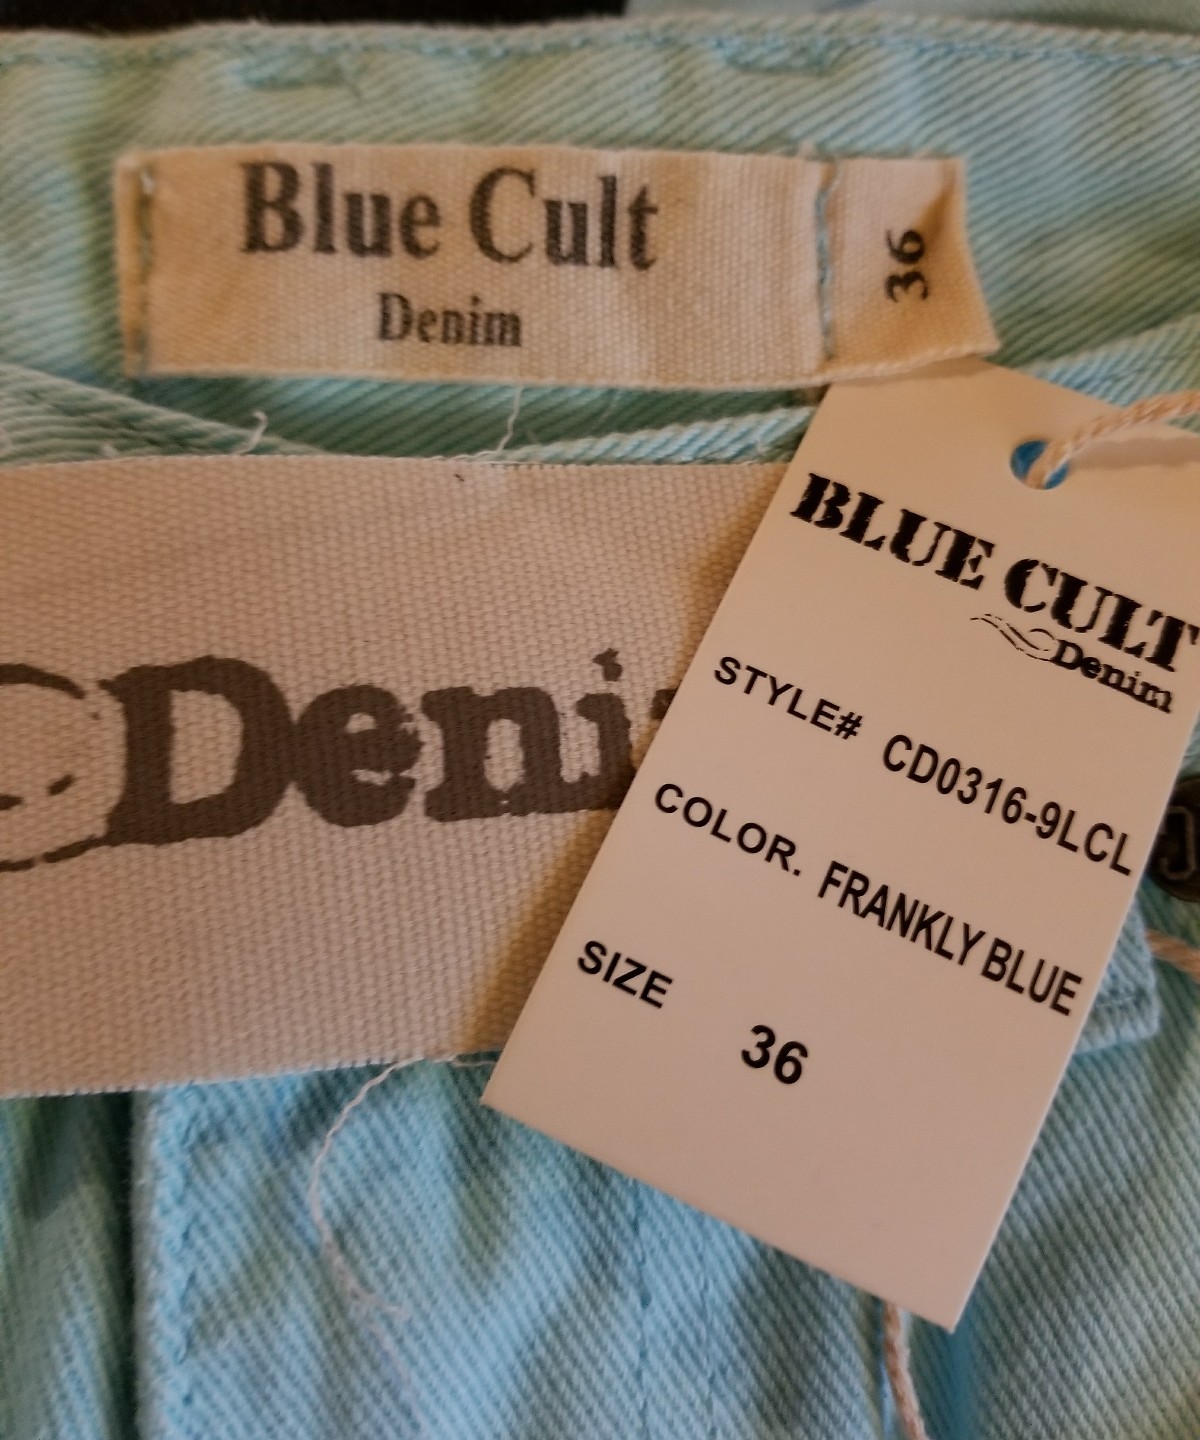 Blue Cult
Denim
36
BLUE CULT
Denim
STYLE# CD0316-9LCL
COLOR. FRANKLY BLUE
SIZE 36
Deni